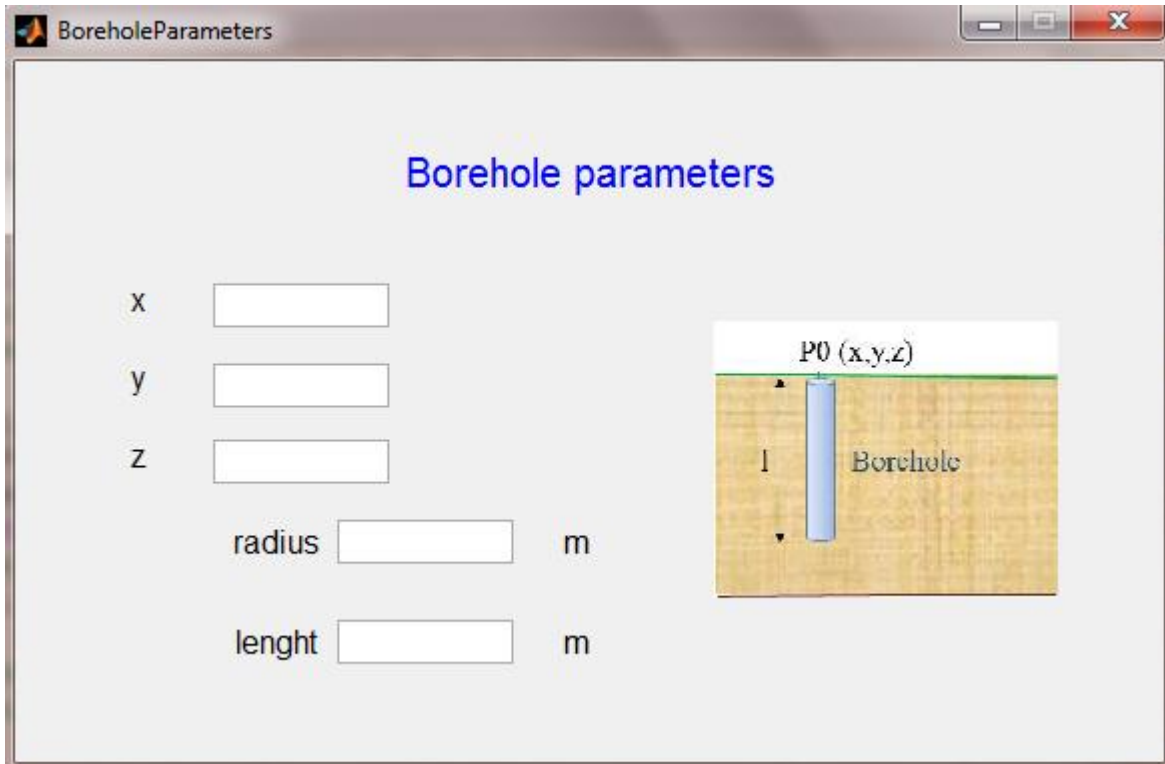 BoreholeParameters
Borehole parameters
x
y
z
radius m
lenght m
P0 (x,y,z)
l Borehole